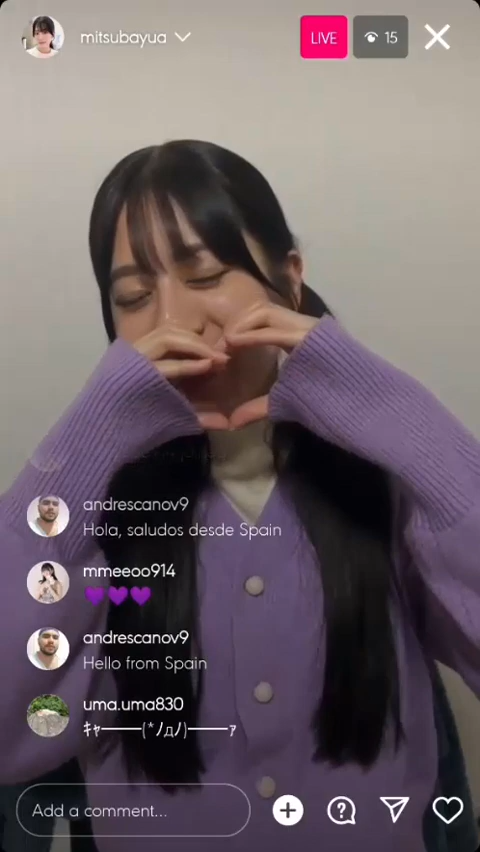 mitsubayua
LIVE
15
andrescanov9
Hola, saludos desde Spain
mmeeoo914
💜💜💜
andrescanov9
Hello from Spain
uma.uma830
ｷｬ━━━(*ﾉдﾉ)━━━ｧ
Add a comment...